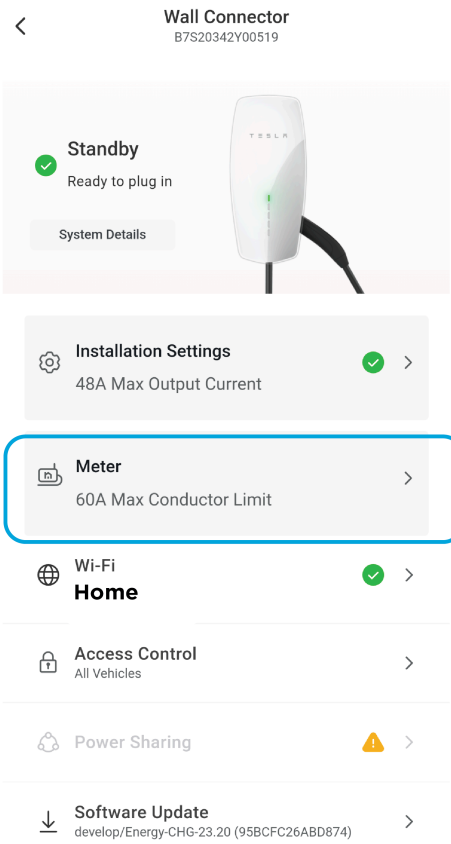 Wall Connector
B7S20342Y00519
Standby
Ready to plug in
System Details
TESLA
Installation Settings
48A Max Output Current
Meter
60A Max Conductor Limit
Wi-Fi
Home
Access Control
All Vehicles
Power Sharing
Software Update
develop/Energy-CHG-23.20 (95BCFC26ABD874)